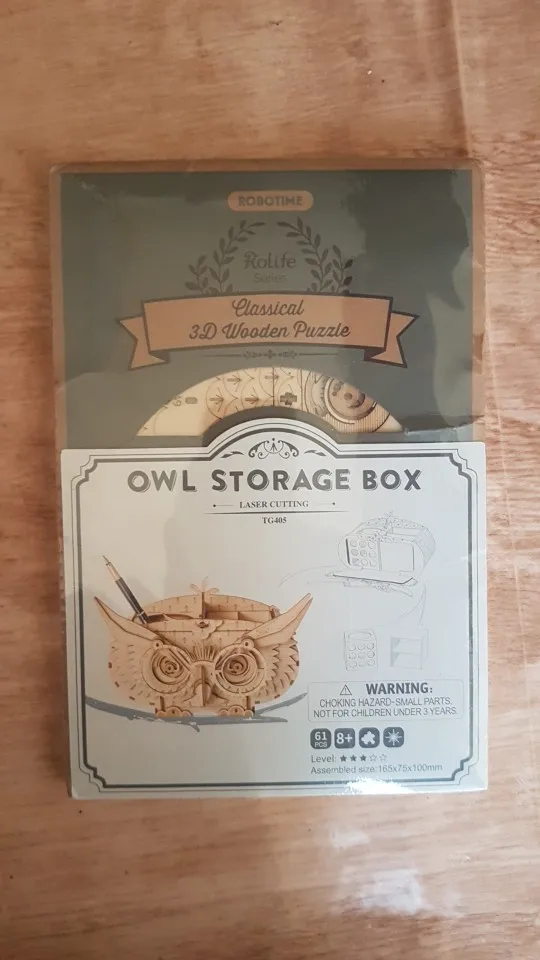 ROBOTIME
Rolife
Series
Classical
3D Wooden Puzzle
OWL STORAGE BOX
LASER CUTTING
TG405
WARNING:
CHOKING HAZARD-SMALL PARTS.
NOT FOR CHILDREN UNDER 3 YEARS.
61
PCS
8+
Level: ★★★☆☆
Assembled size:165x75x100mm